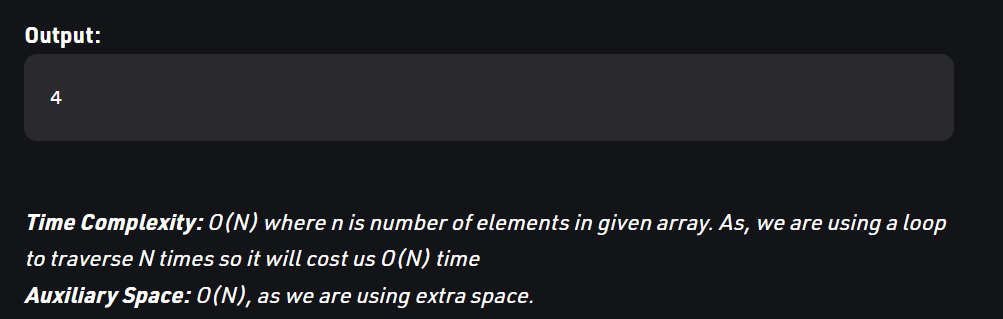 Output:
4
Time Complexity: O(N) where n is number of elements in given array. As, we are using a loop
to traverse N times so it will cost us O(N) time
Auxiliary Space: O(N), as we are using extra space.